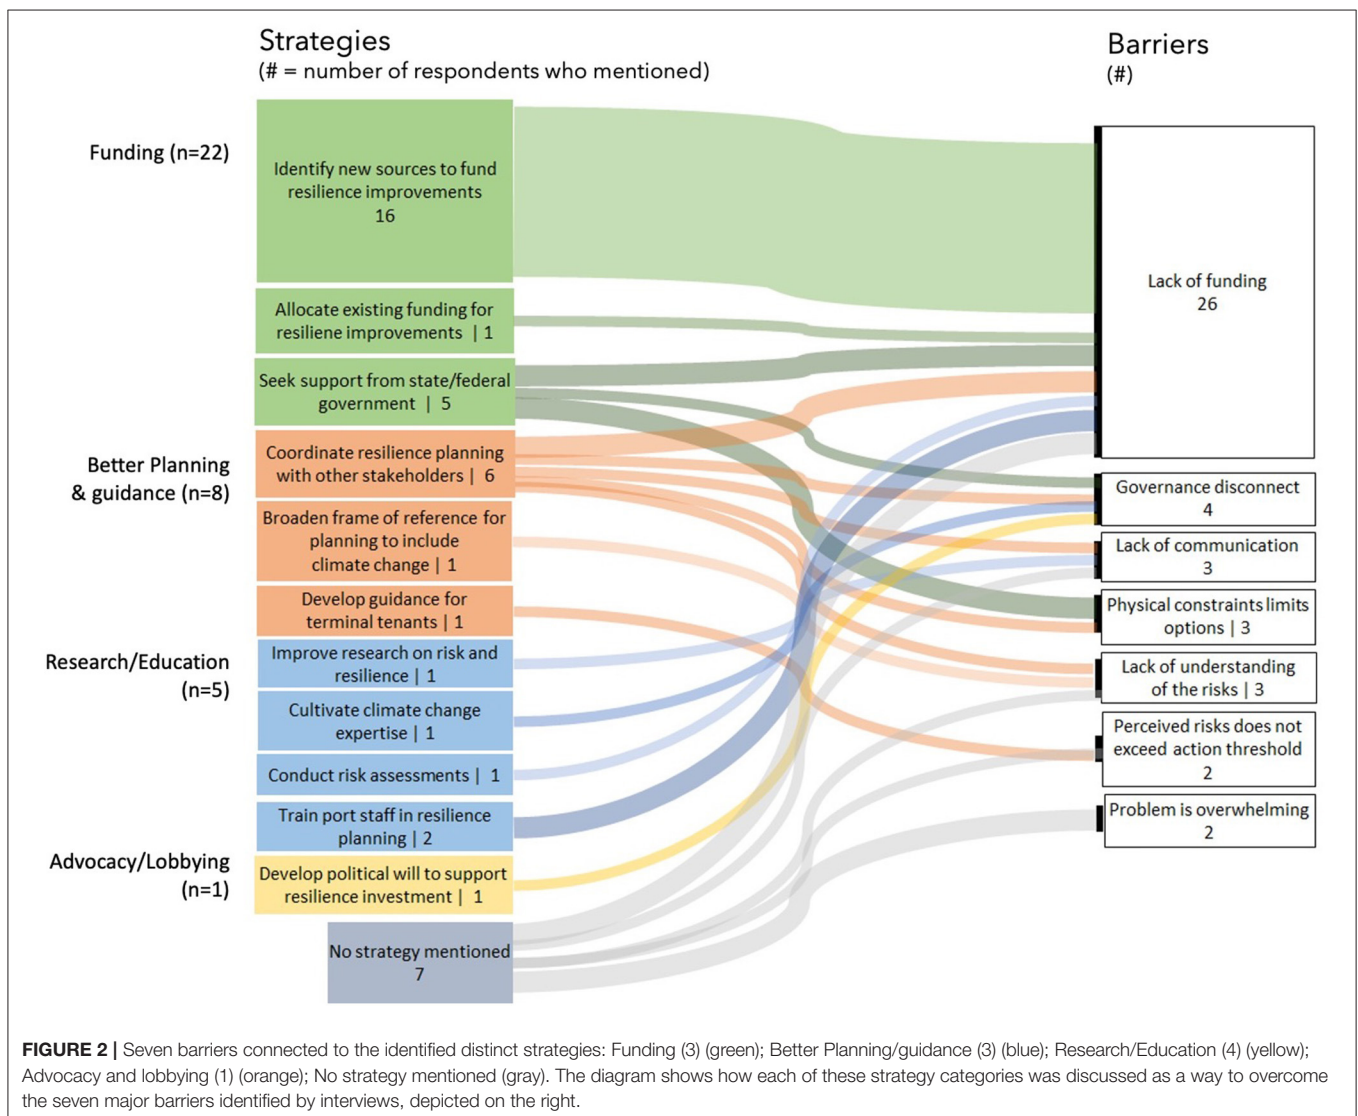 Strategies
(# = number of respondents who mentioned)
Barriers
(#)
Funding (n=22)
Identify new sources to fund
resilience improvements
16
Allocate existing funding for
resiliene improvements | 1
Seek support from state/federal
government | 5
Better Planning
& guidance (n=8)
Coordinate resilience planning
with other stakeholders | 6
Broaden frame of reference for
planning to include
climate change | 1
Develop guidance for
terminal tenants | 1
Research/Education
(n=5)
Improve research on risk and
resilience | 1
Cultivate climate change
expertise | 1
Conduct risk assessments | 1
Train port staff in resilience
planning | 2
Advocacy/Lobbying
(n=1)
Develop political will to support
resilience investment | 1
No strategy mentioned
7
Lack of funding
26
Governance disconnect
4
Lack of communication
3
Physical constraints limits
options | 3
Lack of understanding
of the risks | 3
Perceived risks does not
exceed action threshold
2
Problem is overwhelming
2
FIGURE 2 | Seven barriers connected to the identified distinct strategies: Funding (3) (green); Better Planning/guidance (3) (blue); Research/Education (4) (yellow);
Advocacy and lobbying (1) (orange); No strategy mentioned (gray). The diagram shows how each of these strategy categories was discussed as a way to overcome
the seven major barriers identified by interviews, depicted on the right.